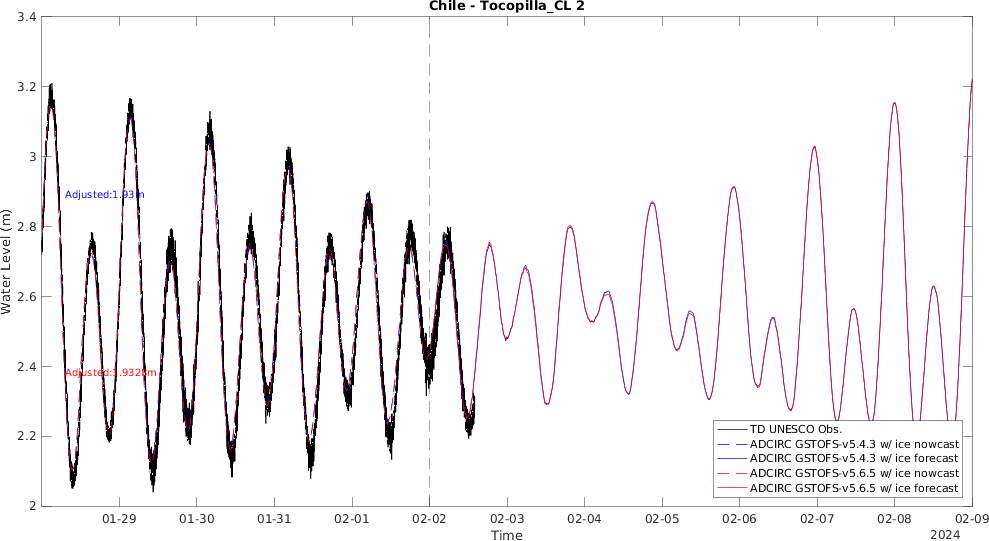 Chile - Tocopilla_CL 2
3.4
3.2
3
2.8
2.6
2.4
2.2
2
Water Level (m)
Adjusted:1.93m
Adjusted:1.9328m
TD UNESCO Obs.
ADCIRC GSTOFS-v5.4.3 w/ ice nowcast
ADCIRC GSTOFS-v5.4.3 w/ ice forecast
ADCIRC GSTOFS-v5.6.5 w/ ice nowcast
ADCIRC GSTOFS-v5.6.5 w/ ice forecast
01-29 01-30 01-31 02-01 02-02 02-03 02-04 02-05 02-06 02-07 02-08 02-09
Time
2024